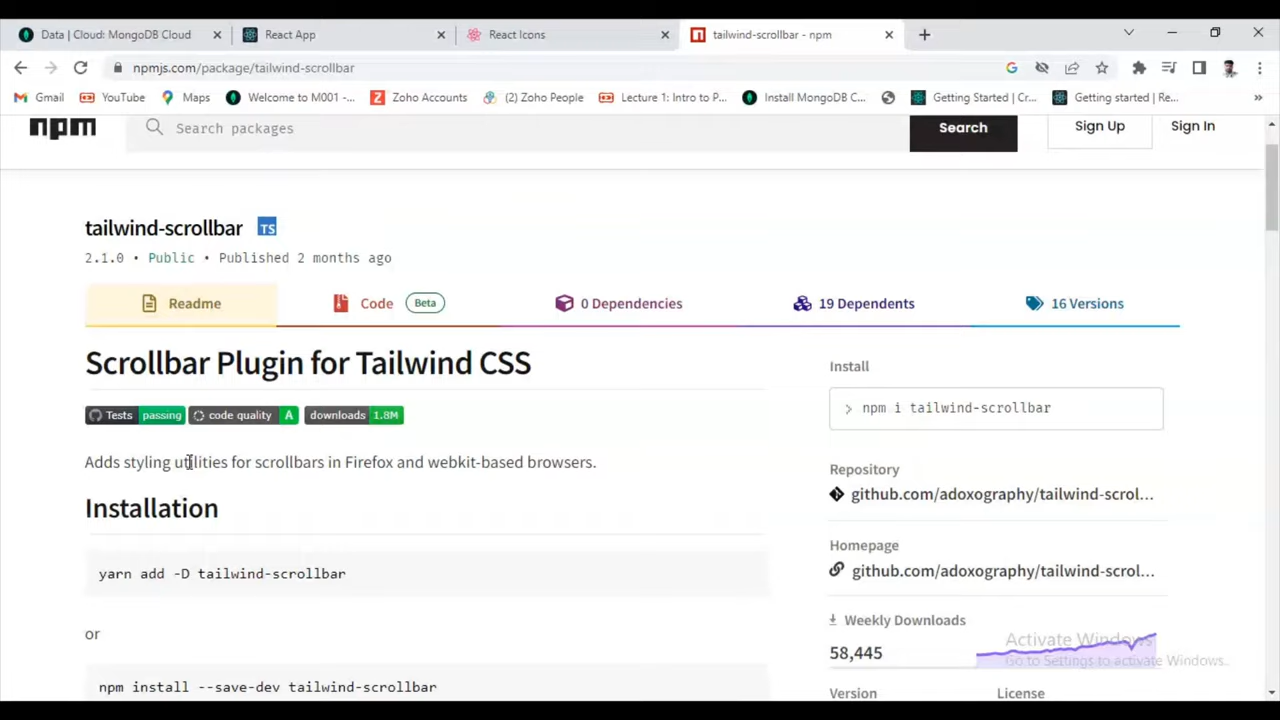 Data | Cloud: MongoDB Cloud
React App
React Icons
tailwind-scrollbar - npm
npmjs.com/package/tailwind-scrollbar
Gmail
YouTube
Maps
Welcome to M001 -...
Zoho Accounts
(2) Zoho People
Lecture 1: Intro to P...
Install MongoDB C...
Getting Started | Cr...
Getting started | Re...
npm
Search packages
Search
Sign Up
Sign In
tailwind-scrollbar TS
2.1.0 • Public • Published 2 months ago
Readme
Code Beta
0 Dependencies
19 Dependents
16 Versions
Scrollbar Plugin for Tailwind CSS
Tests passing code quality A downloads 1.8M
Adds styling utilities for scrollbars in Firefox and webkit-based browsers.
Installation
yarn add -D tailwind-scrollbar
or
npm install --save-dev tailwind-scrollbar
Install
> npm i tailwind-scrollbar
Repository
github.com/adoxography/tailwind-scrol...
Homepage
github.com/adoxography/tailwind-scrol...
Weekly Downloads
58,445
Version
License
Activate Windows
Go to Settings to activate Windows.